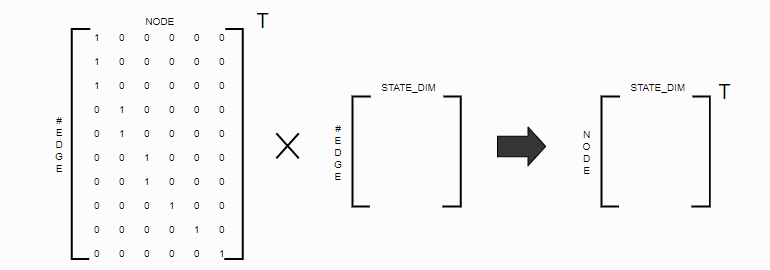 NODE
T
1 0 0 0 0 0
1 0 0 0 0 0
1 0 0 0 0 0
0 1 0 0 0 0
0 1 0 0 0 0
0 0 1 0 0 0
0 0 1 0 0 0
0 0 0 1 0 0
0 0 0 0 1 0
0 0 0 0 0 1
#EDGE
×
STATE_DIM
#EDGE
STATE_DIM
T
NODE